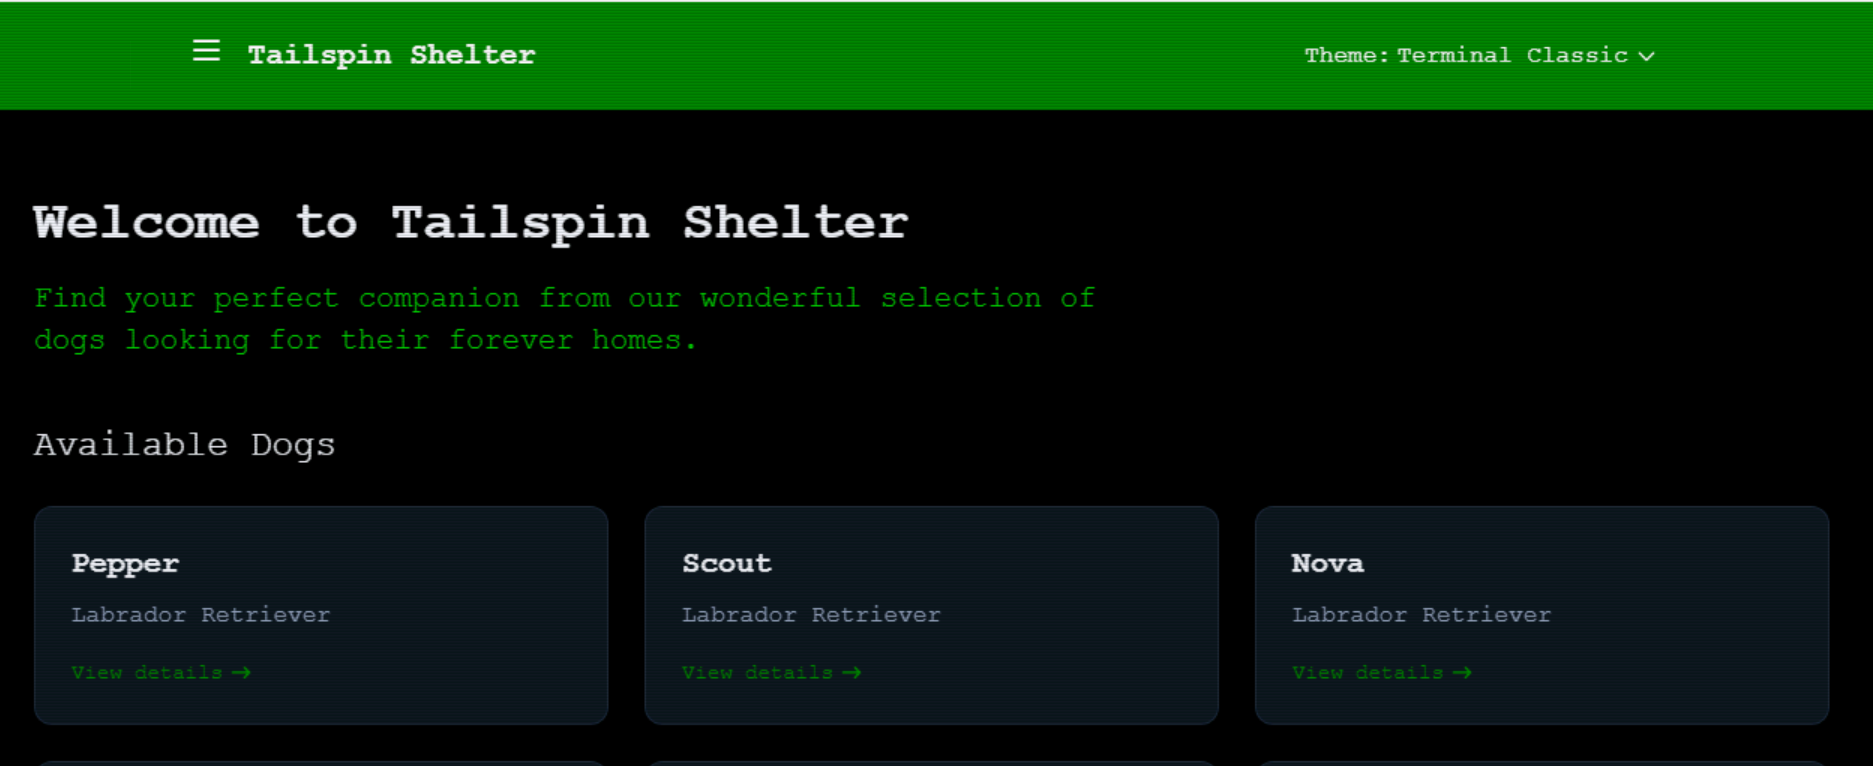 Tailspin Shelter
Theme: Terminal Classic
Welcome to Tailspin Shelter
Find your perfect companion from our wonderful selection of
dogs looking for their forever homes.
Available Dogs
Pepper
Labrador Retriever
View details →
Scout
Labrador Retriever
View details →
Nova
Labrador Retriever
View details →